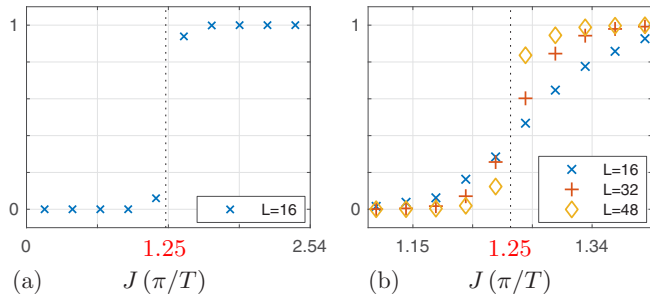 1
0
L=16
0
1.25
2.54
(a)
J (π/T)
1
0
L=16
L=32
L=48
1.15
1.25
1.34
(b)
J (π/T)